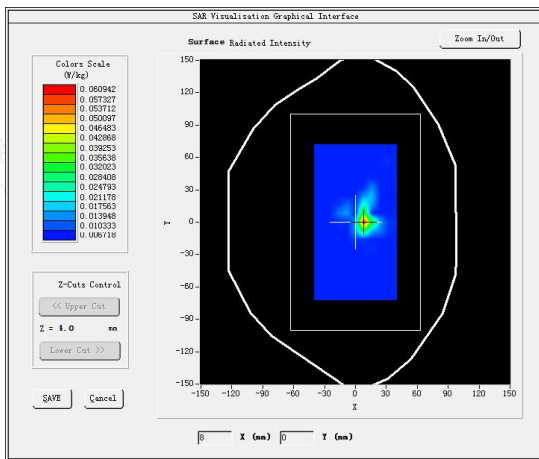 SAR Visualisation Graphical Interface
Surface Radiated Intensity
Zoom In/Out
Colors Scale
(W/kg)
0.060942
0.057327
0.053712
0.050097
0.046483
0.042868
0.039253
0.035638
0.032023
0.028408
0.024793
0.021178
0.017563
0.013948
0.010333
0.006718
150
120
90
60
30
0
-30
-60
-90
-120
-150
Y
-150 -120 -90 -60 -30 0 30 60 90 120 150
X
Z-Cuts Control
<< Upper Cut
Z = 4.0 mm
Lower Cut >>
SAVE Cancel
8 X (mm) 0 Y (mm)